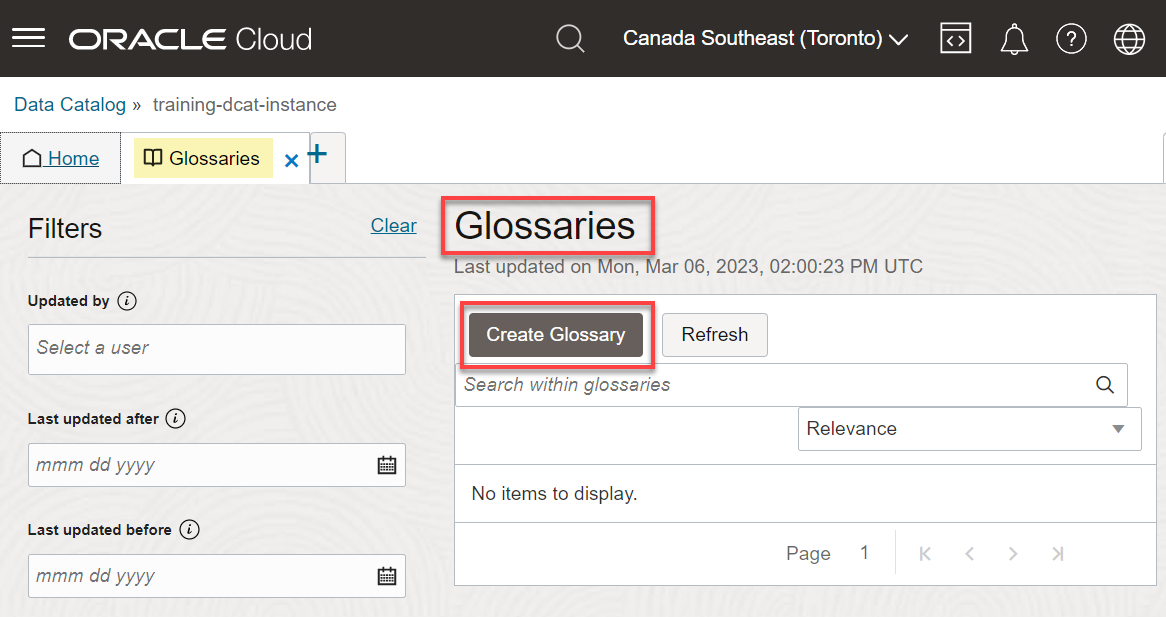 ORACLE Cloud
Canada Southeast (Toronto)
Data Catalog » training-dcat-instance
Home
Glossaries
Filters
Clear
Updated by
Select a user
Last updated after
mmm dd yyyy
Last updated before
mmm dd yyyy
Glossaries
Last updated on Mon, Mar 06, 2023, 02:00:23 PM UTC
Create Glossary
Refresh
Search within glossaries
Relevance
No items to display.
Page 1